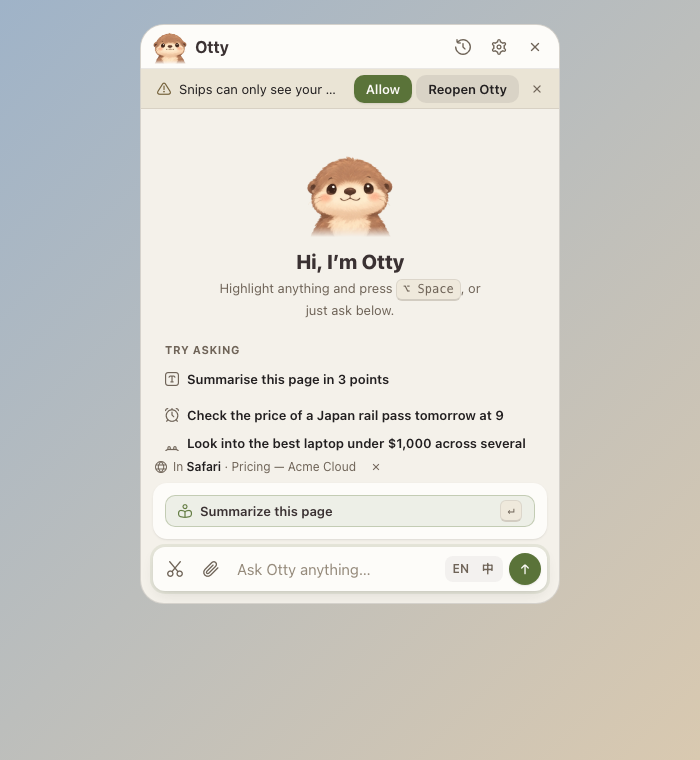 Otty
Snips can only see your ...
Allow
Reopen Otty
Hi, I’m Otty
Highlight anything and press ⌥ Space, or
just ask below.
TRY ASKING
Summarise this page in 3 points
Check the price of a Japan rail pass tomorrow at 9
Look into the best laptop under $1,000 across several
In Safari · Pricing — Acme Cloud
Summarize this page
Ask Otty anything...
EN 中